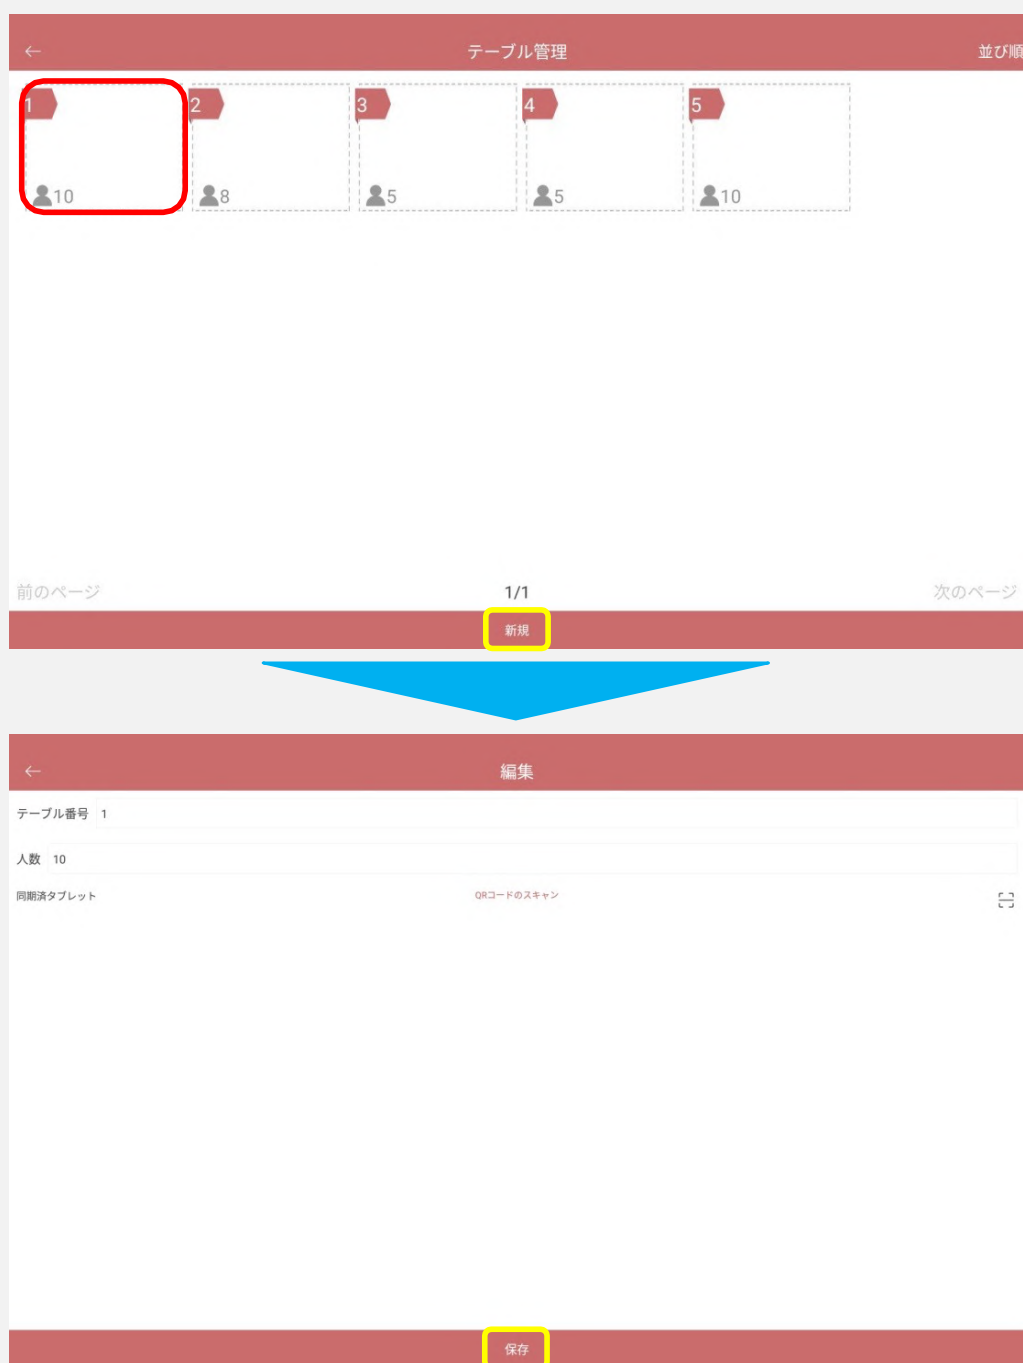 ← テーブル管理 並び順
1 2 3 4 5
10 8 5 5 10
前のページ 1/1 次のページ
新規
← 編集
テーブル番号 1
人数 10
同期済タブレット QRコードのスキャン
保存